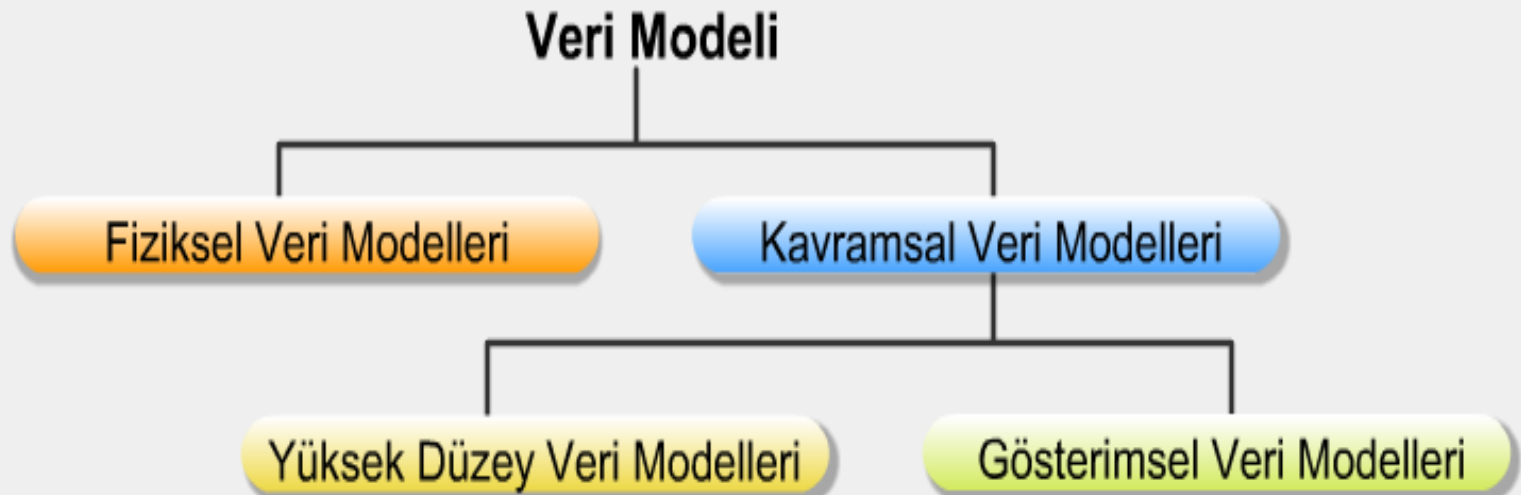 Veri Modeli
Fiziksel Veri Modelleri
Kavramsal Veri Modelleri
Yüksek Düzey Veri Modelleri
Gösterimsel Veri Modelleri